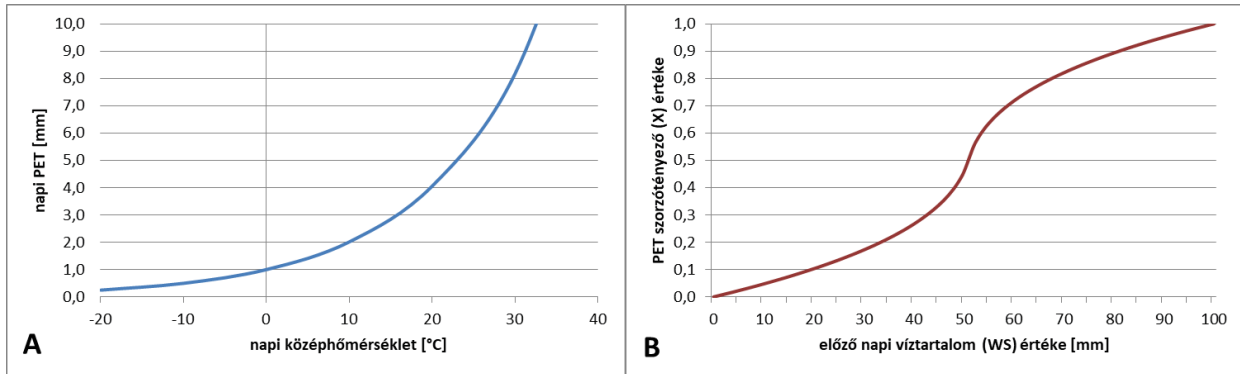 10,0
9,0
8,0
7,0
6,0
5,0
4,0
3,0
2,0
1,0
0,0
napi PET [mm]
-20 -10 0 10 20 30 40
napi középhőmérséklet [°C]
A
1,0
0,9
0,8
0,7
0,6
0,5
0,4
0,3
0,2
0,1
0,0
PET szorzótényező (X) értéke
0 10 20 30 40 50 60 70 80 90 100
előző napi víztartalom (WS) értéke [mm]
B